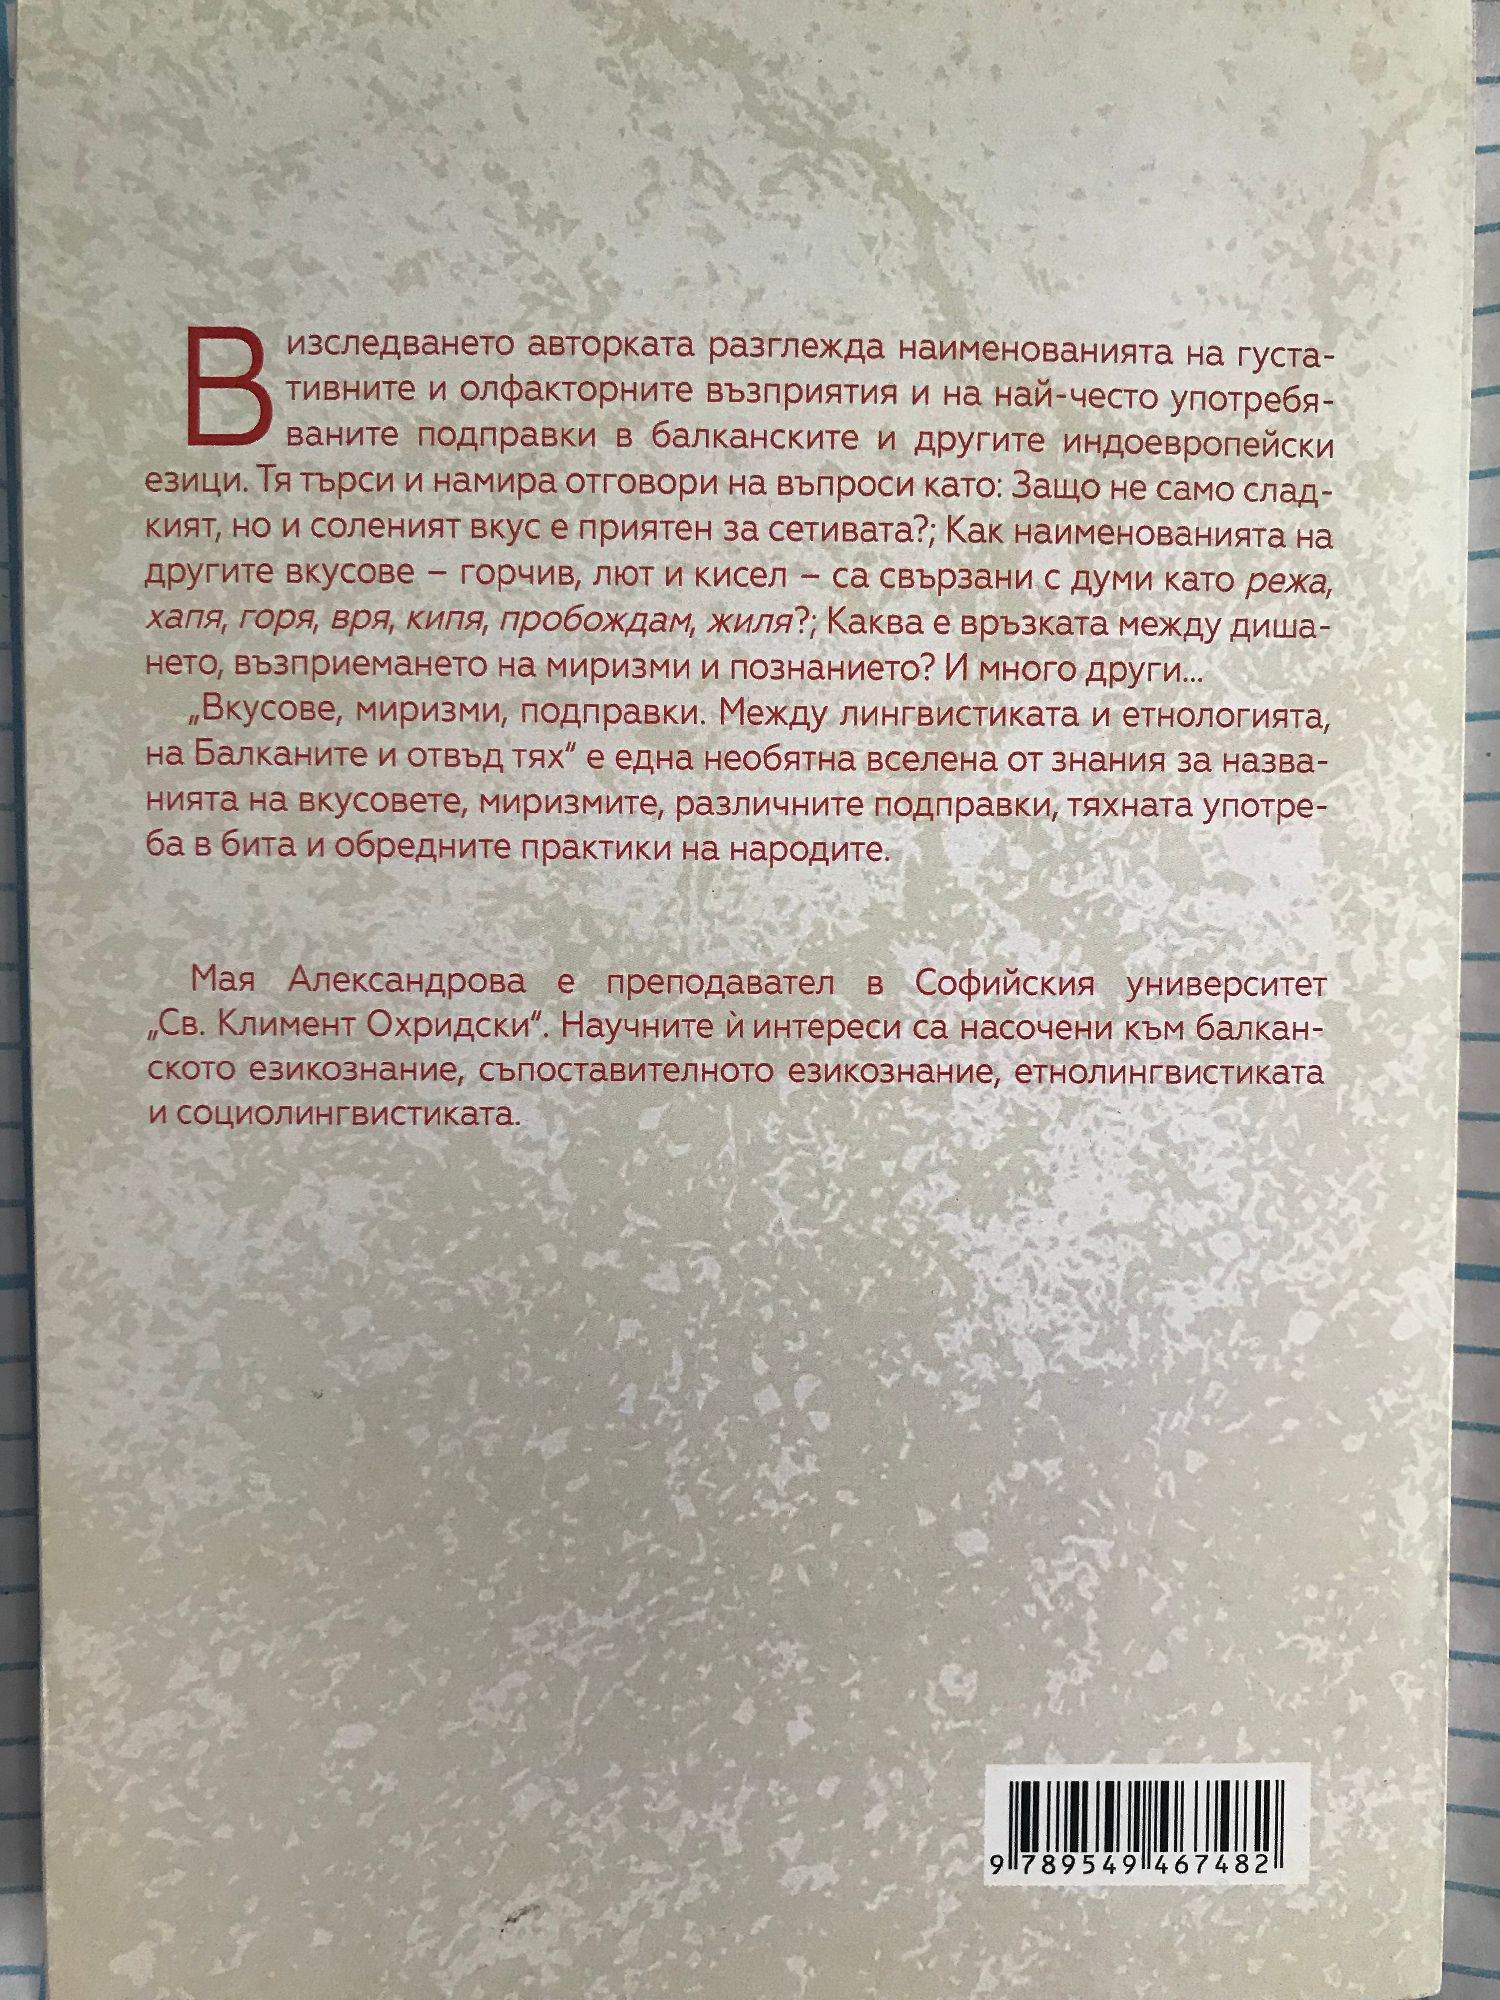 В изследването авторката разглежда наименованията на густа-
тивните и олфакторните възприятия и на най-често употребя-
ваните подправки в балканските и другите индоевропейски
езици. Тя търси и намира отговори на въпроси като: Защо не само слад-
кият, но и соленият вкус е приятен за сетивата?; Как наименованията на
другите вкусове – горчив, лют и кисел – са свързани с думи като режа,
хапя, горя, вря, кипя, пробождам, жиля?; Каква е връзката между диша-
нето, възприемането на миризми и познанието? И много други...
„Вкусове, миризми, подправки. Между лингвистиката и етнологията,
на Балканите и отвъд тях“ е една необятна вселена от знания за назва-
нията на вкусовете, миризмите, различните подправки, тяхната употре-
ба в бита и обредните практики на народите.
Мая Александрова е преподавател в Софийския университет
„Св. Климент Охридски“. Научните ѝ интереси са насочени към балкан-
ското езикознание, съпоставителното езикознание, етнолингвистиката
и социолингвистиката.
9 789549 467482